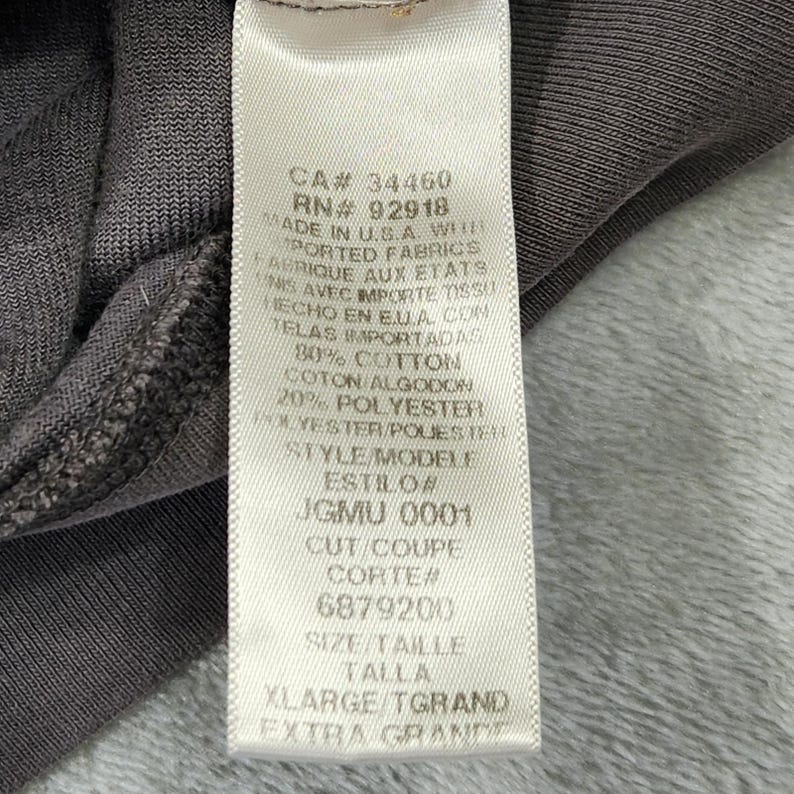 CA# 34460
RN# 92918
MADE IN U.S.A. WITH
IMPORTED FABRICS
FABRIQUE AUX ETATS
UNIS AVEC IMPORTE TISSU
HECHO EN E.U.A. CON
TELAS IMPORTADAS
80% COTTON
COTON/ALGODON
20% POLYESTER
POLYESTER/POLIESTER
STYLE/MODELE
ESTILO#
JGMU 0001
CUT/COUPE
CORTE#
6879200
SIZE/TAILLE
TALLA
XLARGE/TGRAND
EXTRA GRANDE